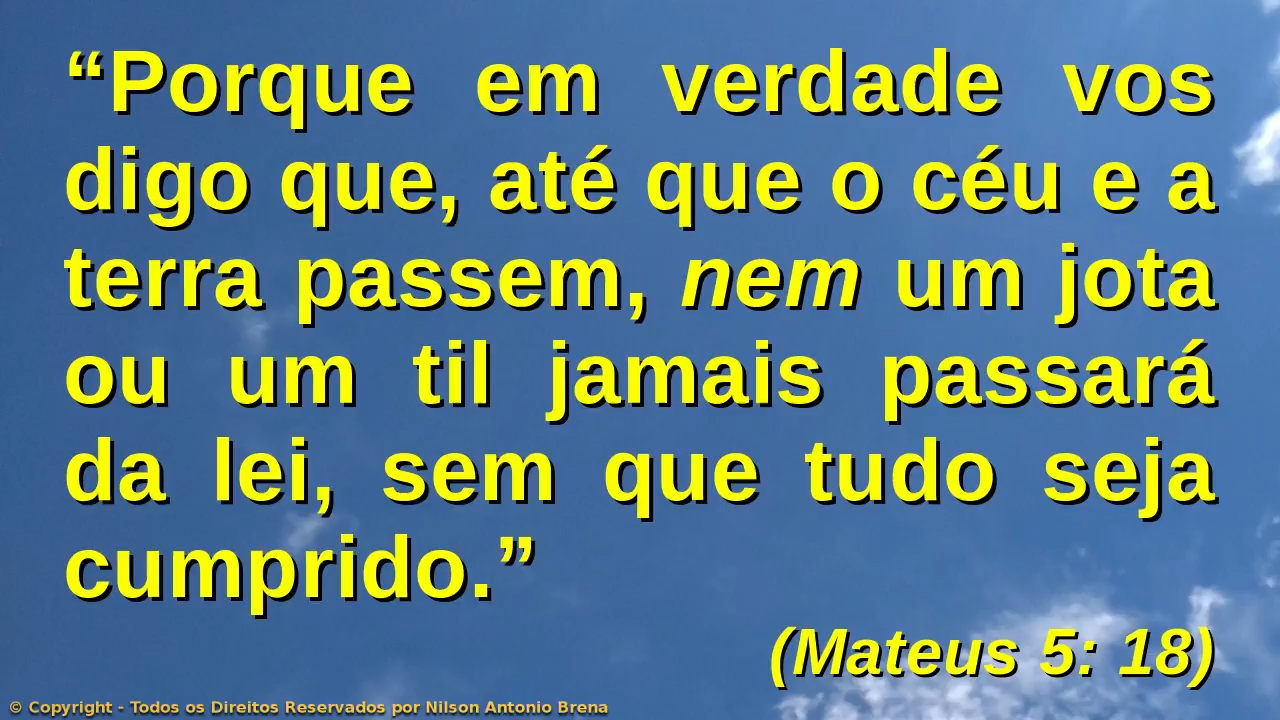 “Porque em verdade vos
digo que, até que o céu e a
terra passem, nem um jota
ou um til jamais passará
da lei, sem que tudo seja
cumprido.”
(Mateus 5: 18)
© Copyright - Todos os Direitos Reservados por Nilson Antonio Brena